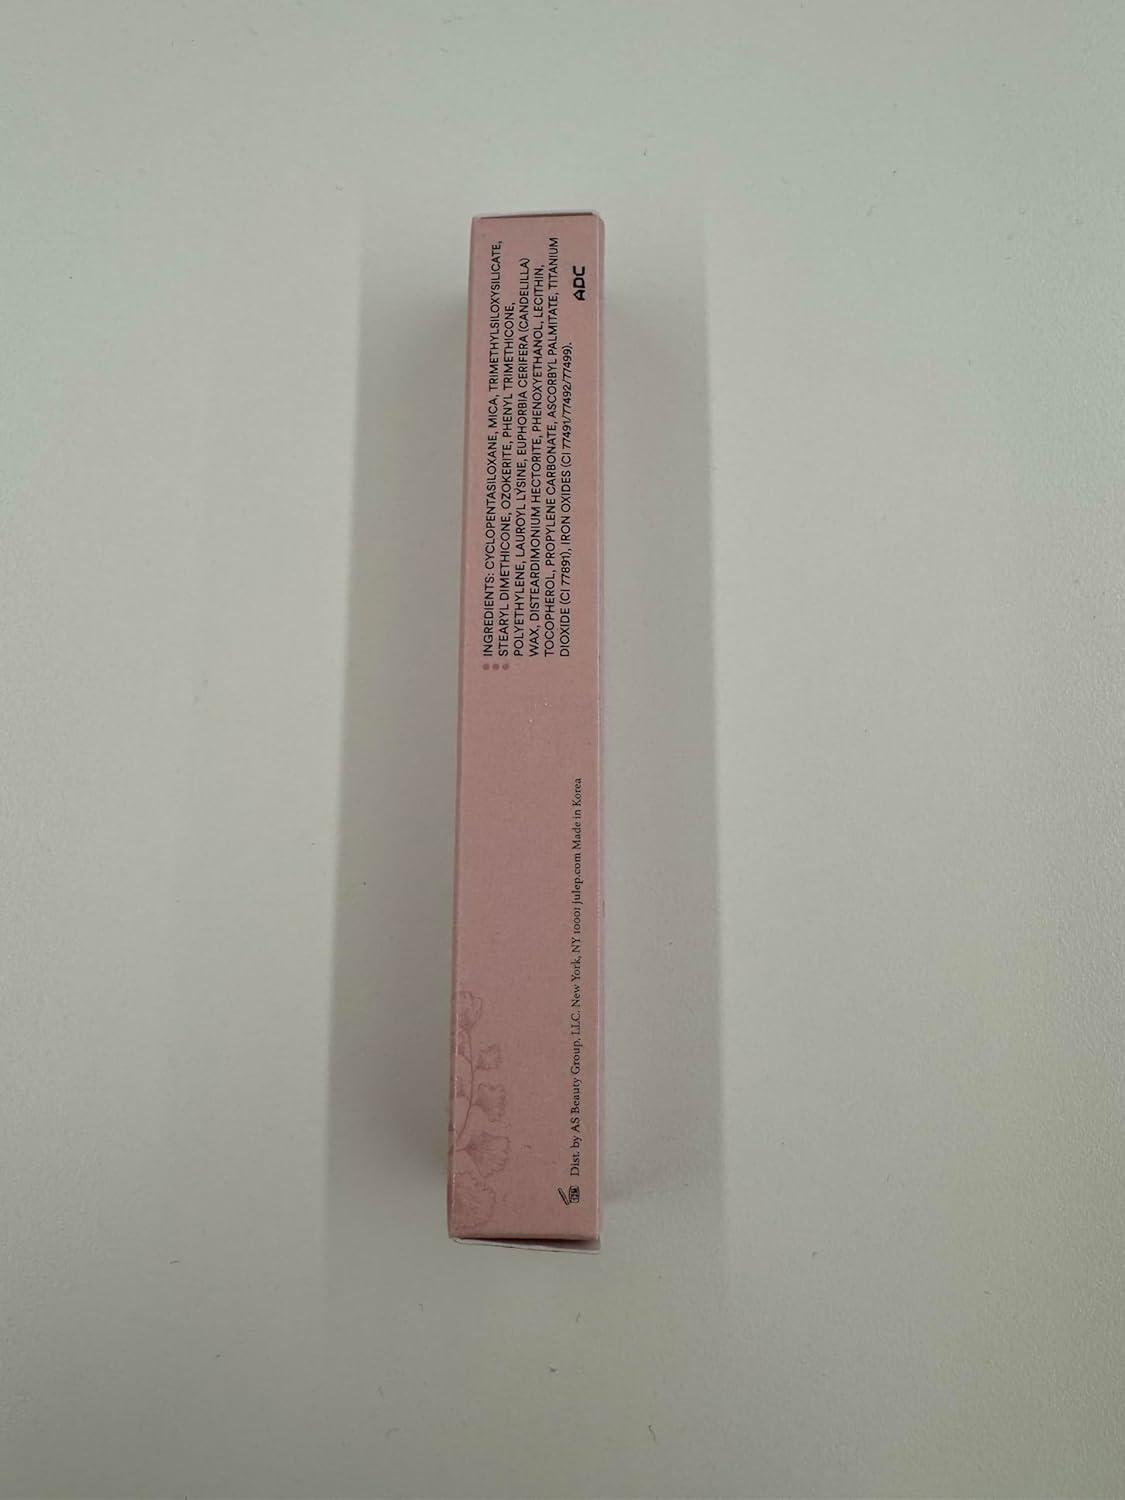 INGREDIENTS: CYCLOPENTASILOXANE, MICA, TRIMETHYLSILOXYSILICATE,
STEARYL DIMETHICONE, OZOKERITE, PHENYL TRIMETHICONE,
POLYETHYLENE, LAUROYL LYSINE, EUPHORBIA CERIFERA (CANDELILLA)
WAX, DISTEARDIMONIUM HECTORITE, PHENOXYETHANOL, LECITHIN,
TOCOPHEROL, PROPYLENE CARBONATE, ASCORBYL PALMITATE, TITANIUM
DIOXIDE (CI 77891), IRON OXIDES (CI 77491/77492/77499).
ADC
Dist. by AS Beauty Group, LLC. New York, NY 10001 julep.com Made in Korea